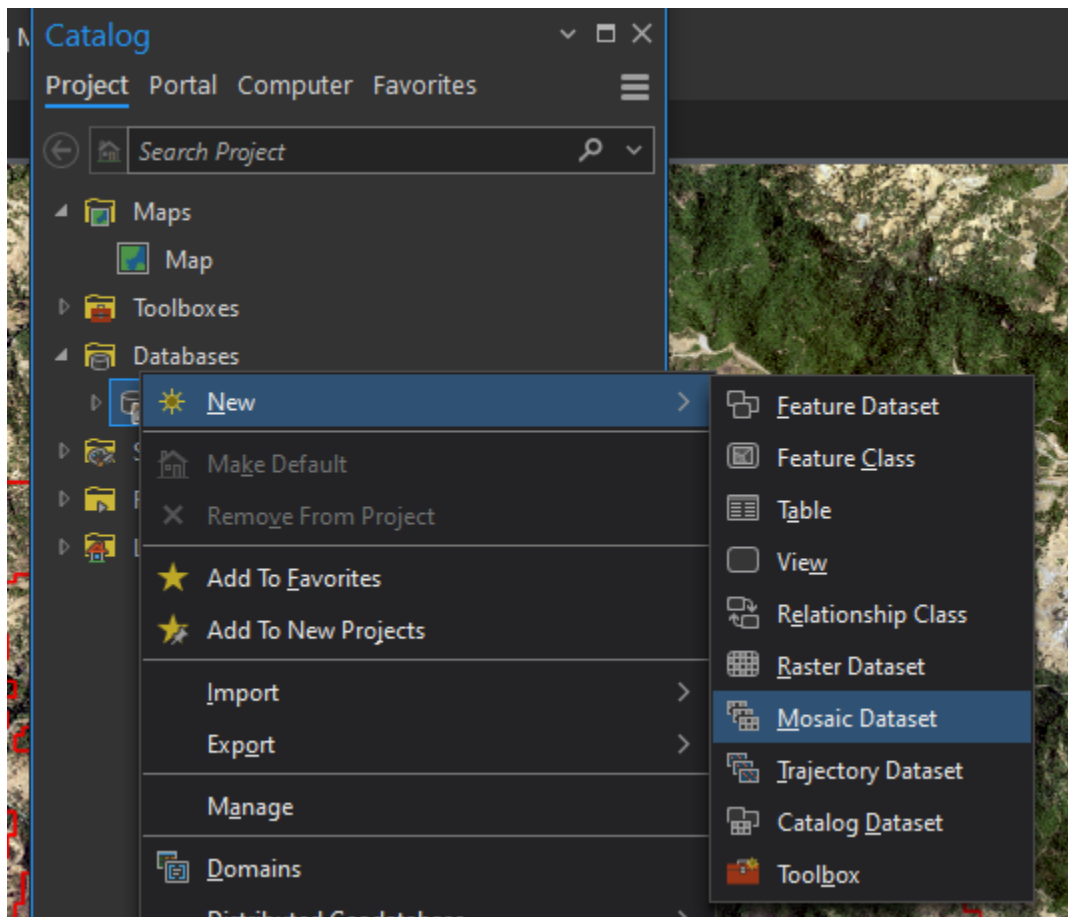 Catalog
Project Portal Computer Favorites
Search Project
Maps
Map
Toolboxes
Databases
New
Make Default
Remove From Project
Add To Favorites
Add To New Projects
Import
Export
Manage
Domains
Feature Dataset
Feature Class
Table
View
Relationship Class
Raster Dataset
Mosaic Dataset
Trajectory Dataset
Catalog Dataset
Toolbox